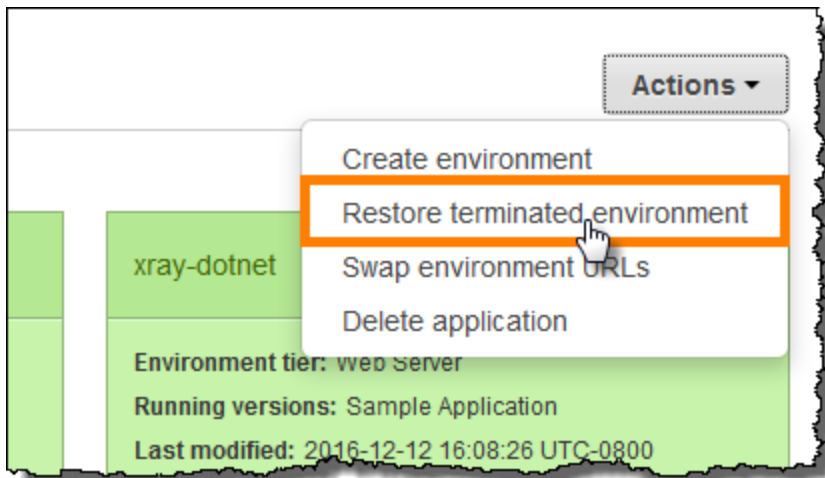 Actions
Create environment
Restore terminated environment
xray-dotnet
Swap environment URLs
Delete application
Environment tier: Web Server
Running versions: Sample Application
Last modified: 2016-12-12 16:08:26 UTC-0800